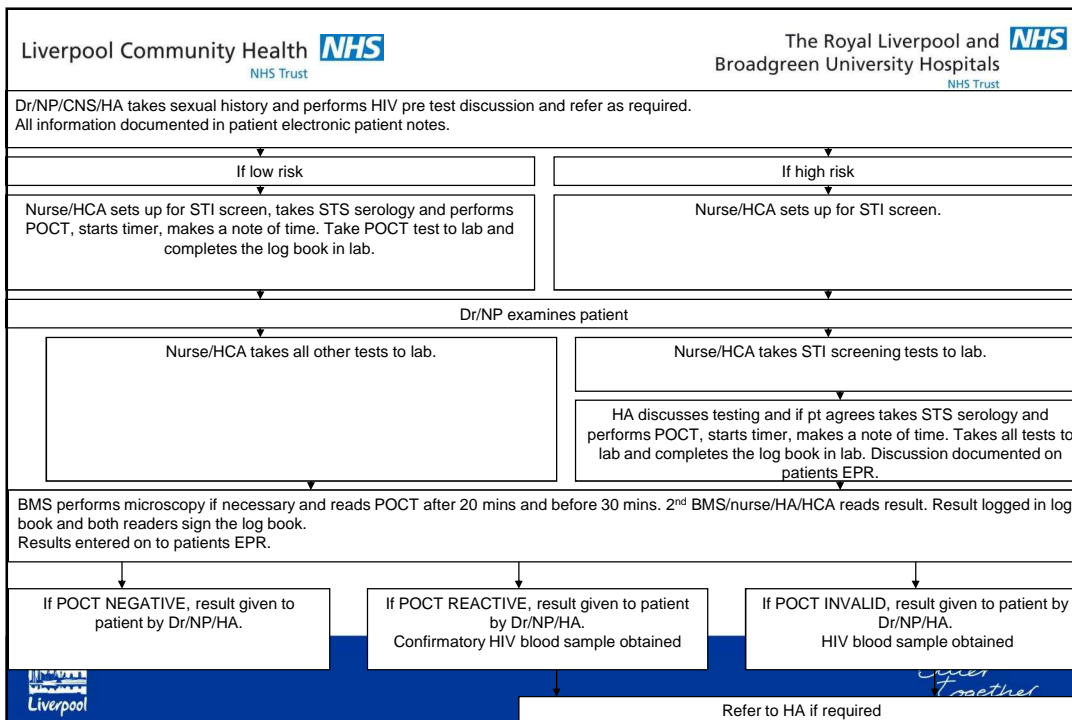 Liverpool Community Health NHS
NHS Trust
The Royal Liverpool and NHS
Broadgreen University Hospitals
NHS Trust
Dr/NP/CNS/HA takes sexual history and performs HIV pre test discussion and refer as required.
All information documented in patient electronic patient notes.
If low risk
If high risk
Nurse/HCA sets up for STI screen, takes STS serology and performs
POCT, starts timer, makes a note of time. Take POCT test to lab and
completes the log book in lab.
Nurse/HCA sets up for STI screen.
Dr/NP examines patient
Nurse/HCA takes all other tests to lab.
Nurse/HCA takes STI screening tests to lab.
HA discusses testing and if pt agrees takes STS serology and
performs POCT, starts timer, makes a note of time. Takes all tests to
lab and completes the log book in lab. Discussion documented on
patients EPR.
BMS performs microscopy if necessary and reads POCT after 20 mins and before 30 mins. 2nd BMS/nurse/HA/HCA reads result. Result logged in log
book and both readers sign the log book.
Results entered on to patients EPR.
If POCT NEGATIVE, result given to
patient by Dr/NP/HA.
If POCT REACTIVE, result given to patient
by Dr/NP/HA.
Confirmatory HIV blood sample obtained
If POCT INVALID, result given to patient by
Dr/NP/HA.
HIV blood sample obtained
Liverpool
Together
Refer to HA if required